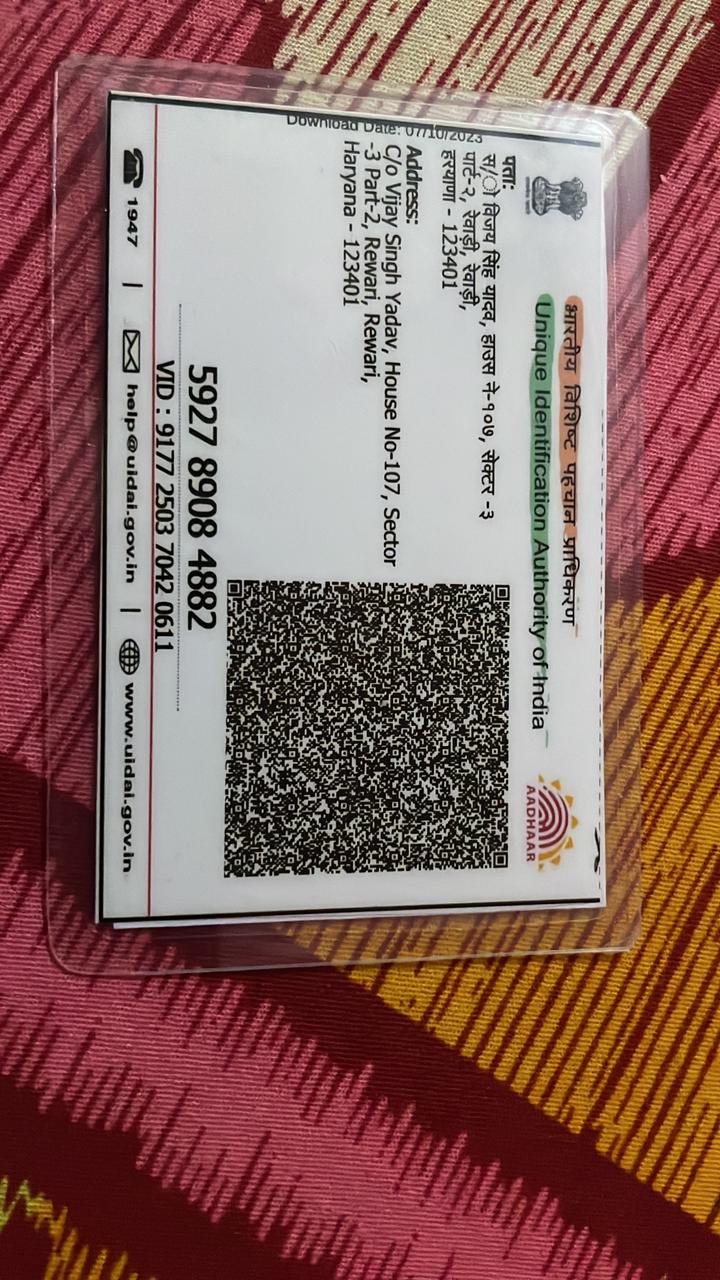 भारतीय विशिष्ट पहचान प्राधिकरण
Unique Identification Authority of India
AADHAAR
Download Date: 07/10/2023
पता:
स/ो विजय सिंह यादव, हाउस ने-१०७, सेक्टर -३
पार्ट-२, रेवाड़ी, रेवाड़ी,
हरयाणा - 123401
Address:
C/o Vijay Singh Yadav, House No-107, Sector
-3 Part-2, Rewari, Rewari,
Haryana - 123401
5927 8908 4882
VID : 9177 2503 7042 0611
1947 | help@uidai.gov.in | www.uidai.gov.in